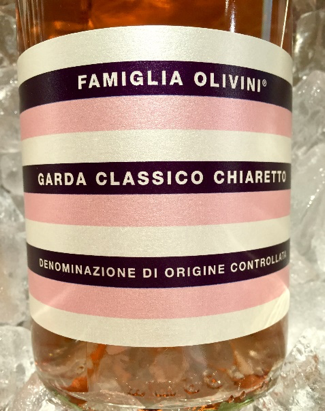 FAMIGLIA OLIVINI®
GARDA CLASSICO CHIARETTO
DENOMINAZIONE DI ORIGINE CONTROLLATA